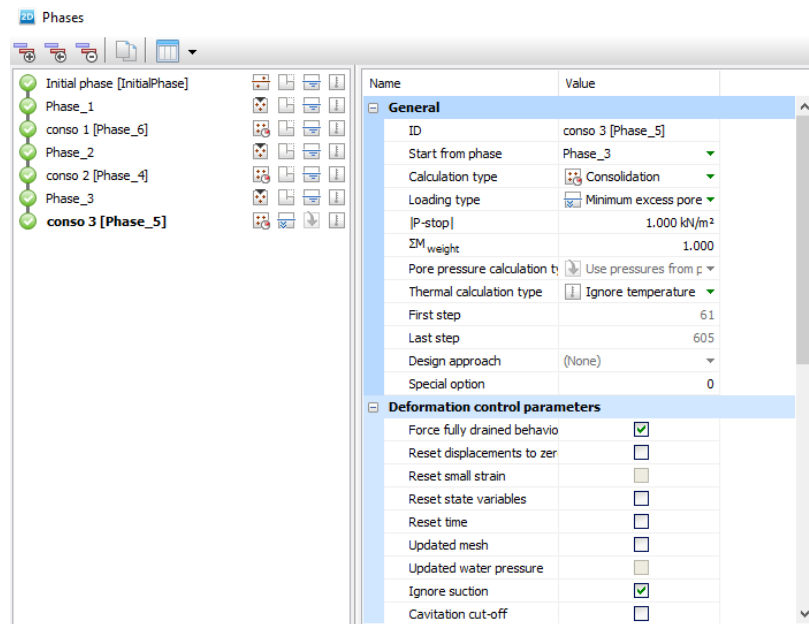 2D Phases
Initial phase [InitialPhase]
Phase_1
conso 1 [Phase_6]
Phase_2
conso 2 [Phase_4]
Phase_3
conso 3 [Phase_5]
Name Value
General
ID conso 3 [Phase_5]
Start from phase Phase_3
Calculation type Consolidation
Loading type Minimum excess pore
|P-stop| 1.000 kN/m²
ΣM weight 1.000
Pore pressure calculation ty Use pressures from p
Thermal calculation type Ignore temperature
First step 61
Last step 605
Design approach (None)
Special option 0
Deformation control parameters
Force fully drained behavio
Reset displacements to zer
Reset small strain
Reset state variables
Reset time
Updated mesh
Updated water pressure
Ignore suction
Cavitation cut-off